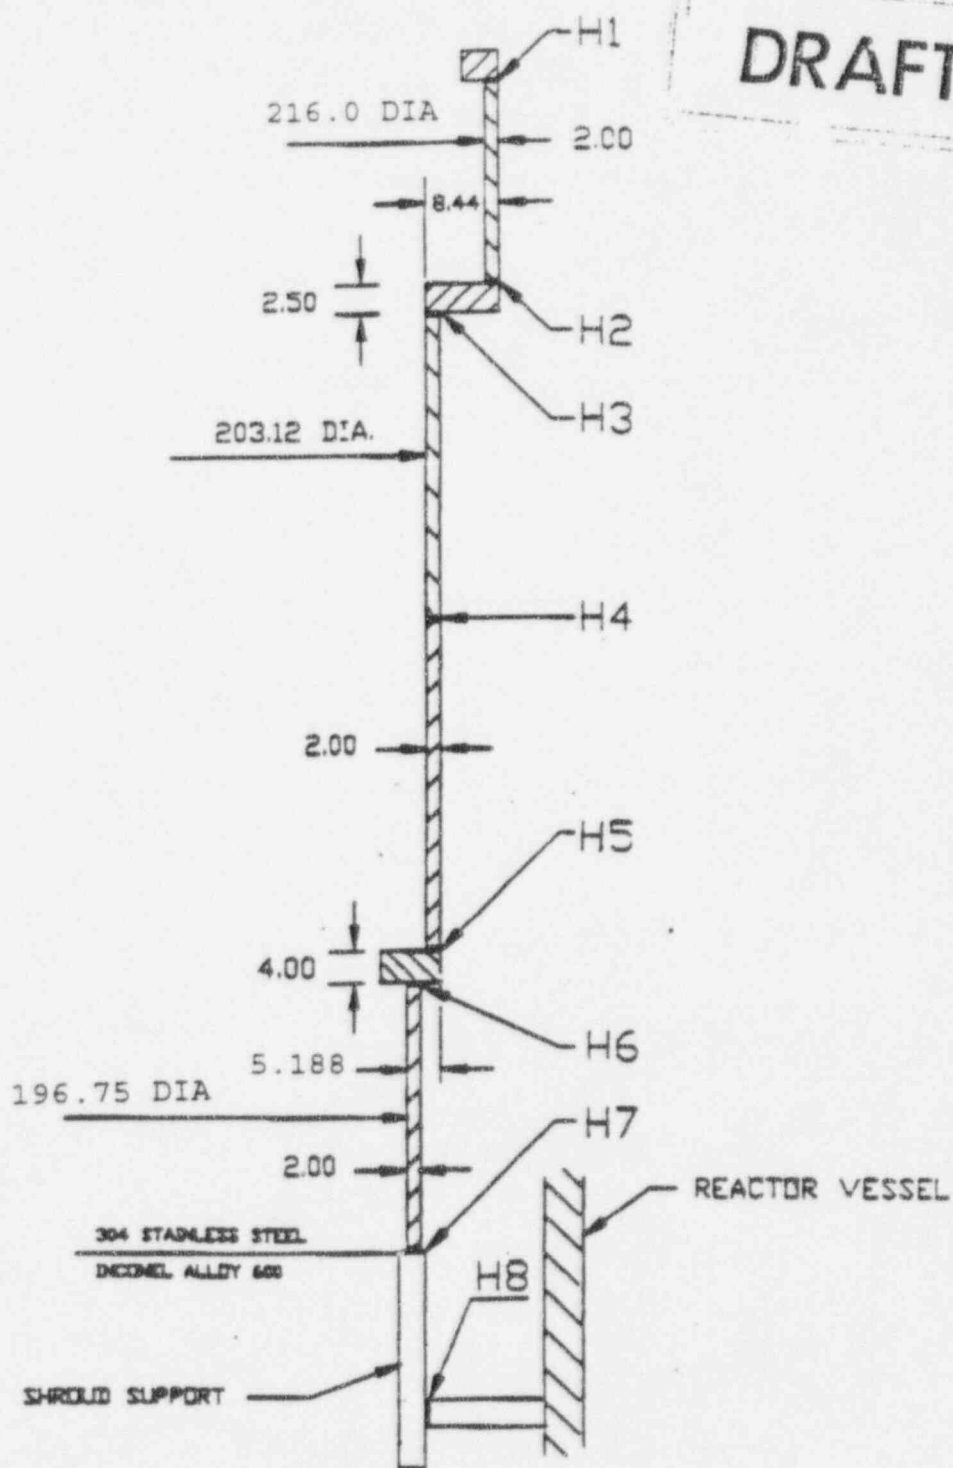 H1
DRAFT
216.0 DIA
2.00
8.44
2.50
H2
H3
203.12 DIA.
H4
2.00
H5
4.00
H6
5.188
196.75 DIA
H7
2.00
REACTOR VESSEL
304 STAINLESS STEEL
INCONEL ALLOY 600
H8
SHROUD SUPPORT